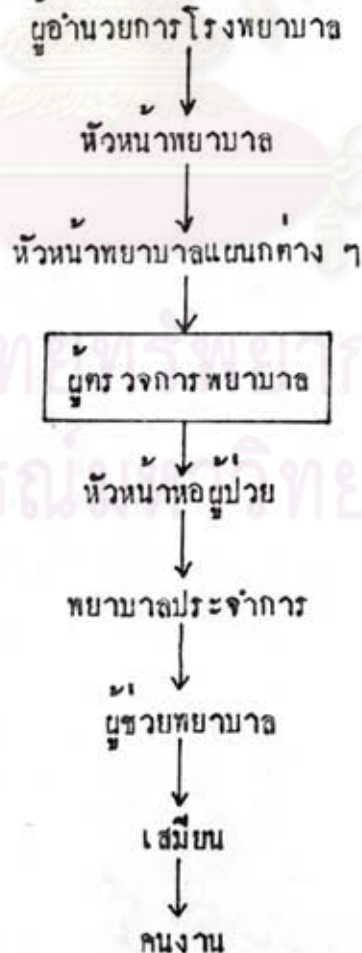 ผู้อำนวยการโรงพยาบาล
หัวหน้าพยาบาล
หัวหน้าพยาบาลแผนกต่าง ๆ
ผู้ตรวจการพยาบาล
หัวหน้าหอผู้ป่วย
พยาบาลประจำการ
ผู้ช่วยพยาบาล
เสมียน
คนงาน